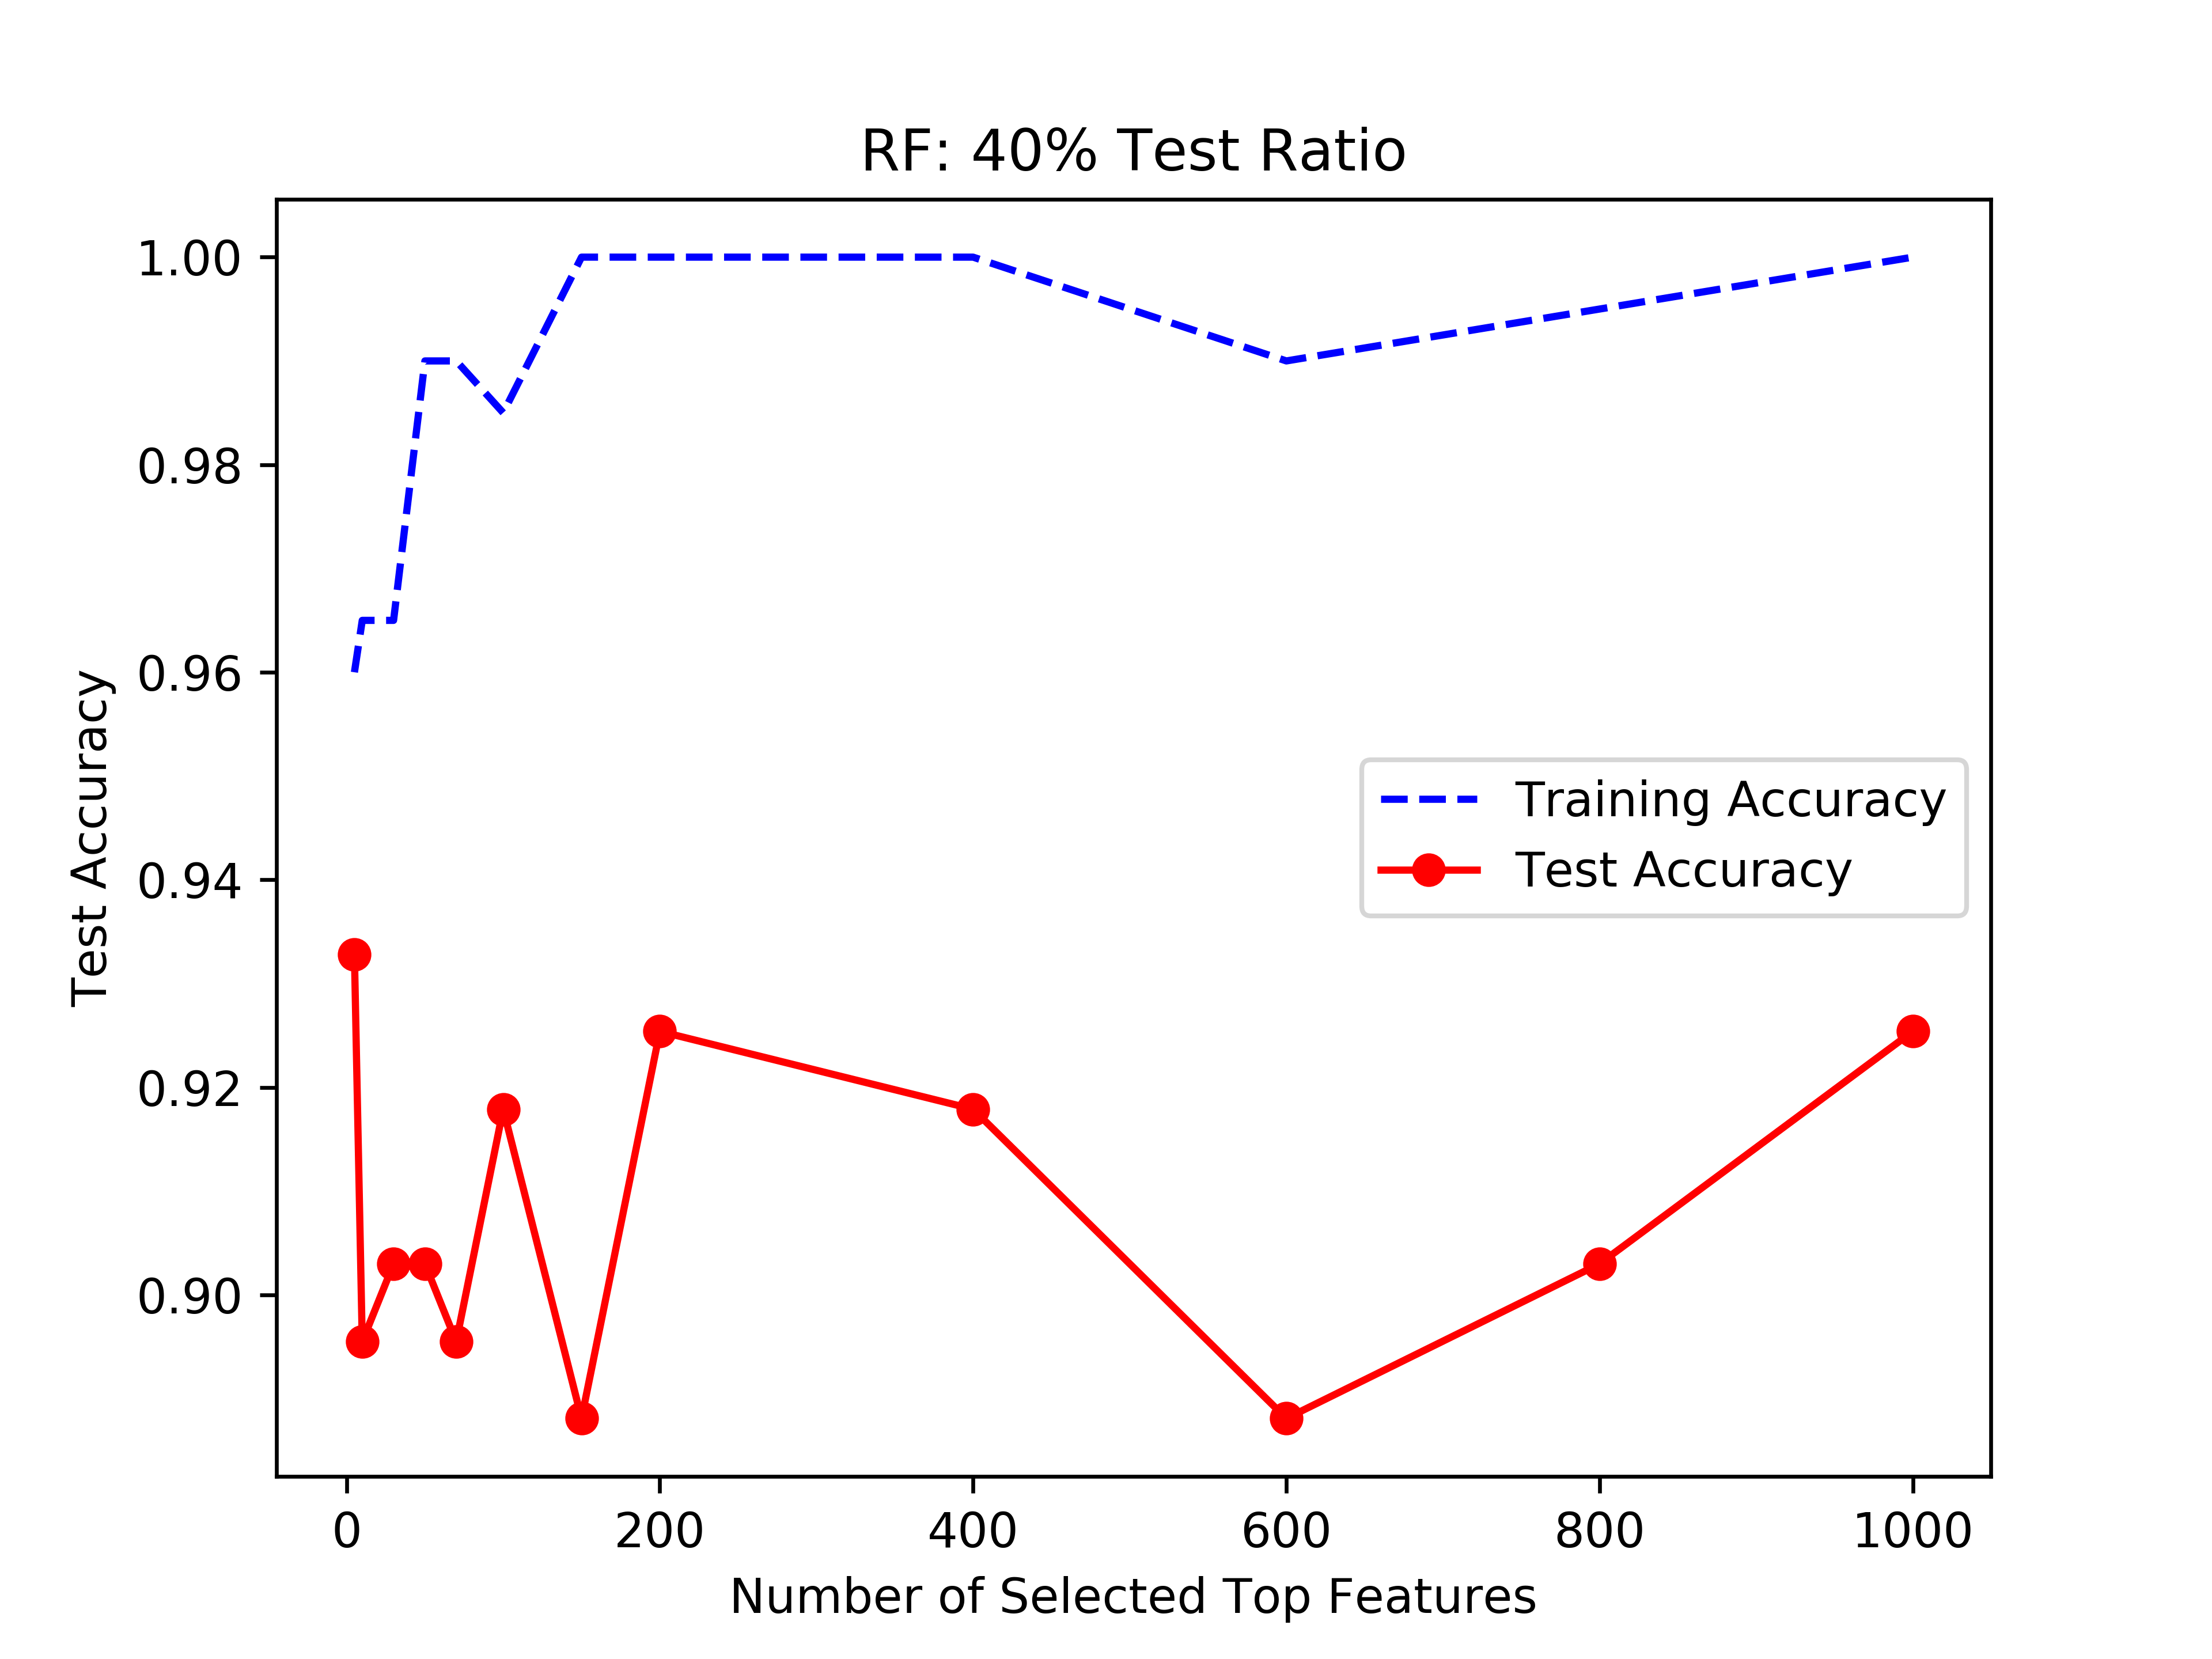 RF: 40% Test Ratio
1.00
0.98
0.96
0.94
0.92
0.90
Test Accuracy
Training Accuracy
Test Accuracy
0 200 400 600 800 1000
Number of Selected Top Features